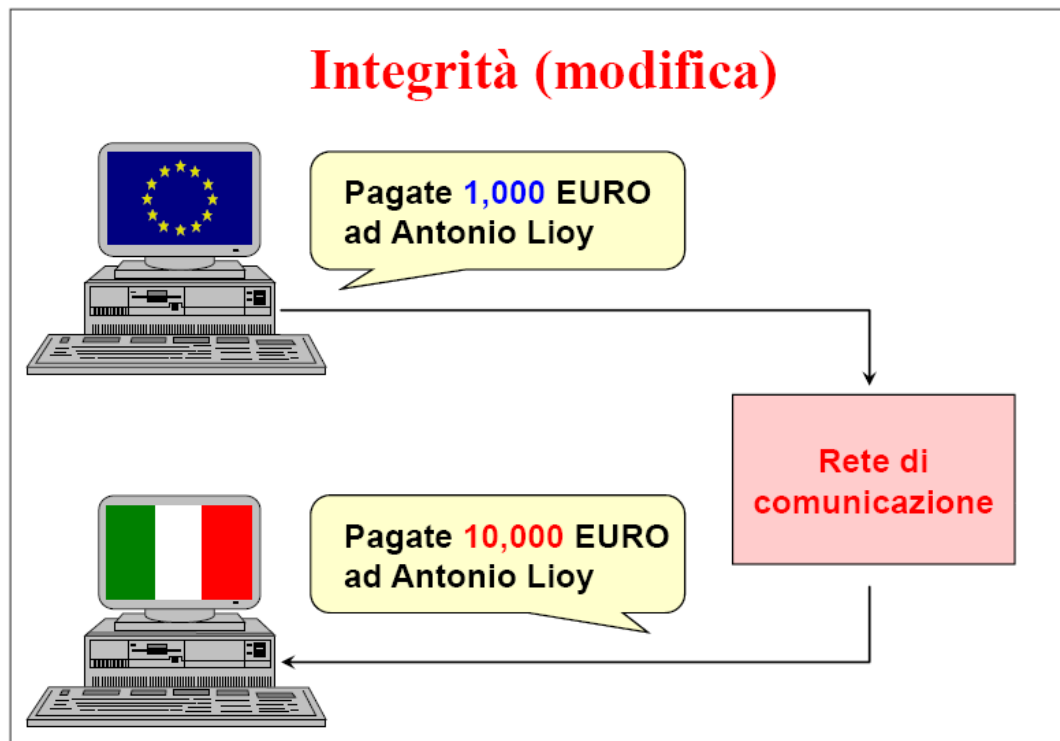 Integrità (modifica)
Pagate 1,000 EURO
ad Antonio Lioy
Rete di
comunicazione
Pagate 10,000 EURO
ad Antonio Lioy